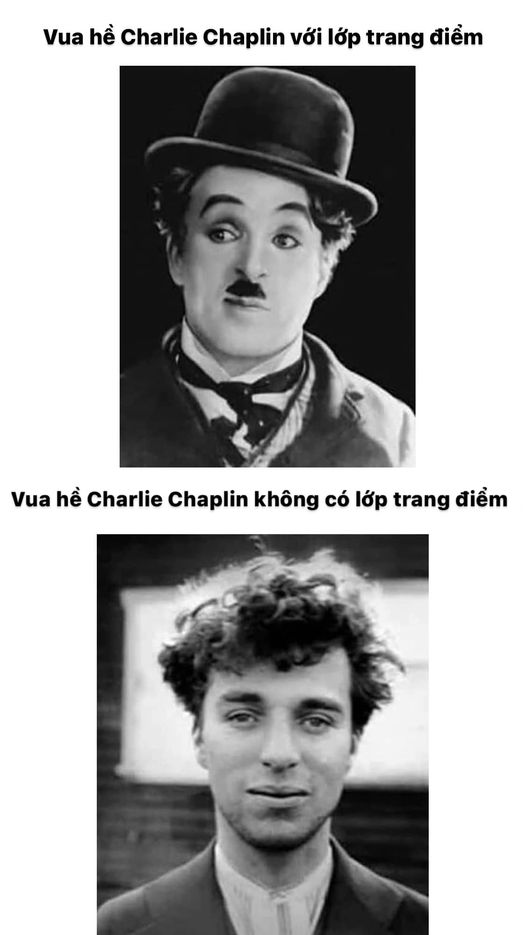 Vua hề Charlie Chaplin với lớp trang điểm
Vua hề Charlie Chaplin không có lớp trang điểm